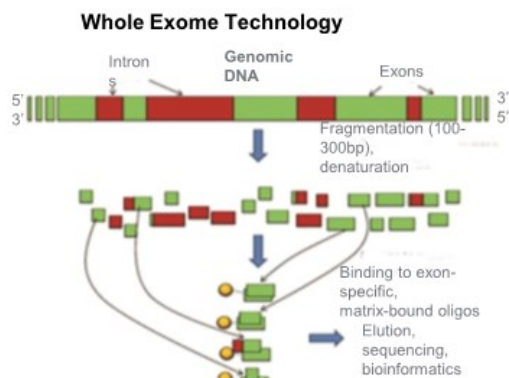 Whole Exome Technology
Intron
s
Genomic
DNA
Exons
5'
3'
3'
5'
Fragmentation (100-
300bp),
denaturation
Binding to exon-
specific,
matrix-bound oligos
Elution,
sequencing,
bioinformatics